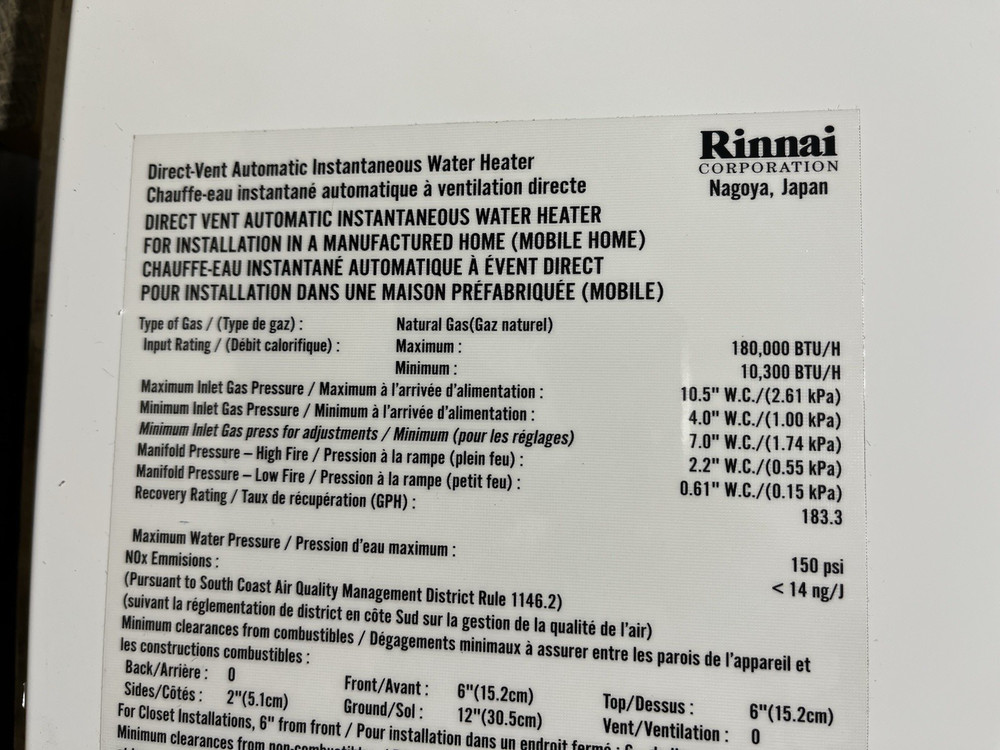 Rinnai
CORPORATION
Nagoya, Japan
Direct-Vent Automatic Instantaneous Water Heater
Chauffe-eau instantané automatique à ventilation directe
DIRECT VENT AUTOMATIC INSTANTANEOUS WATER HEATER
FOR INSTALLATION IN A MANUFACTURED HOME (MOBILE HOME)
CHAUFFE-EAU INSTANTANÉ AUTOMATIQUE À ÉVENT DIRECT
POUR INSTALLATION DANS UNE MAISON PRÉFABRIQUÉE (MOBILE)
Type of Gas / (Type de gaz) : Natural Gas(Gaz naturel)
Input Rating / (Débit calorifique) : Maximum : 180,000 BTU/H
Minimum : 10,300 BTU/H
Maximum Inlet Gas Pressure / Maximum à l'arrivée d'alimentation : 10.5" W.C./(2.61 kPa)
Minimum Inlet Gas Pressure / Minimum à l'arrivée d'alimentation : 4.0" W.C./(1.00 kPa)
Minimum Inlet Gas press for adjustments / Minimum (pour les réglages) 7.0" W.C./(1.74 kPa)
Manifold Pressure – High Fire / Pression à la rampe (plein feu) : 2.2" W.C./(0.55 kPa)
Manifold Pressure – Low Fire / Pression à la rampe (petit feu) : 0.61" W.C./(0.15 kPa)
Recovery Rating / Taux de récupération (GPH) : 183.3
Maximum Water Pressure / Pression d'eau maximum : 150 psi
NOx Emmisions : < 14 ng/J
(Pursuant to South Coast Air Quality Management District Rule 1146.2)
(suivant la réglementation de district en côte Sud sur la gestion de la qualité de l'air)
Minimum clearances from combustibles / Dégagements minimaux à assurer entre les parois de l'appareil et
les constructions combustibles :
Back/Arrière : 0 Front/Avant : 6"(15.2cm) Top/Dessus : 6"(15.2cm)
Sides/Côtés : 2"(5.1cm) Ground/Sol : 12"(30.5cm) Vent/Ventilation : 0
For Closet Installations, 6" from front / Pour installation dans un endroit fermé :
Minimum clearances from non-combustible